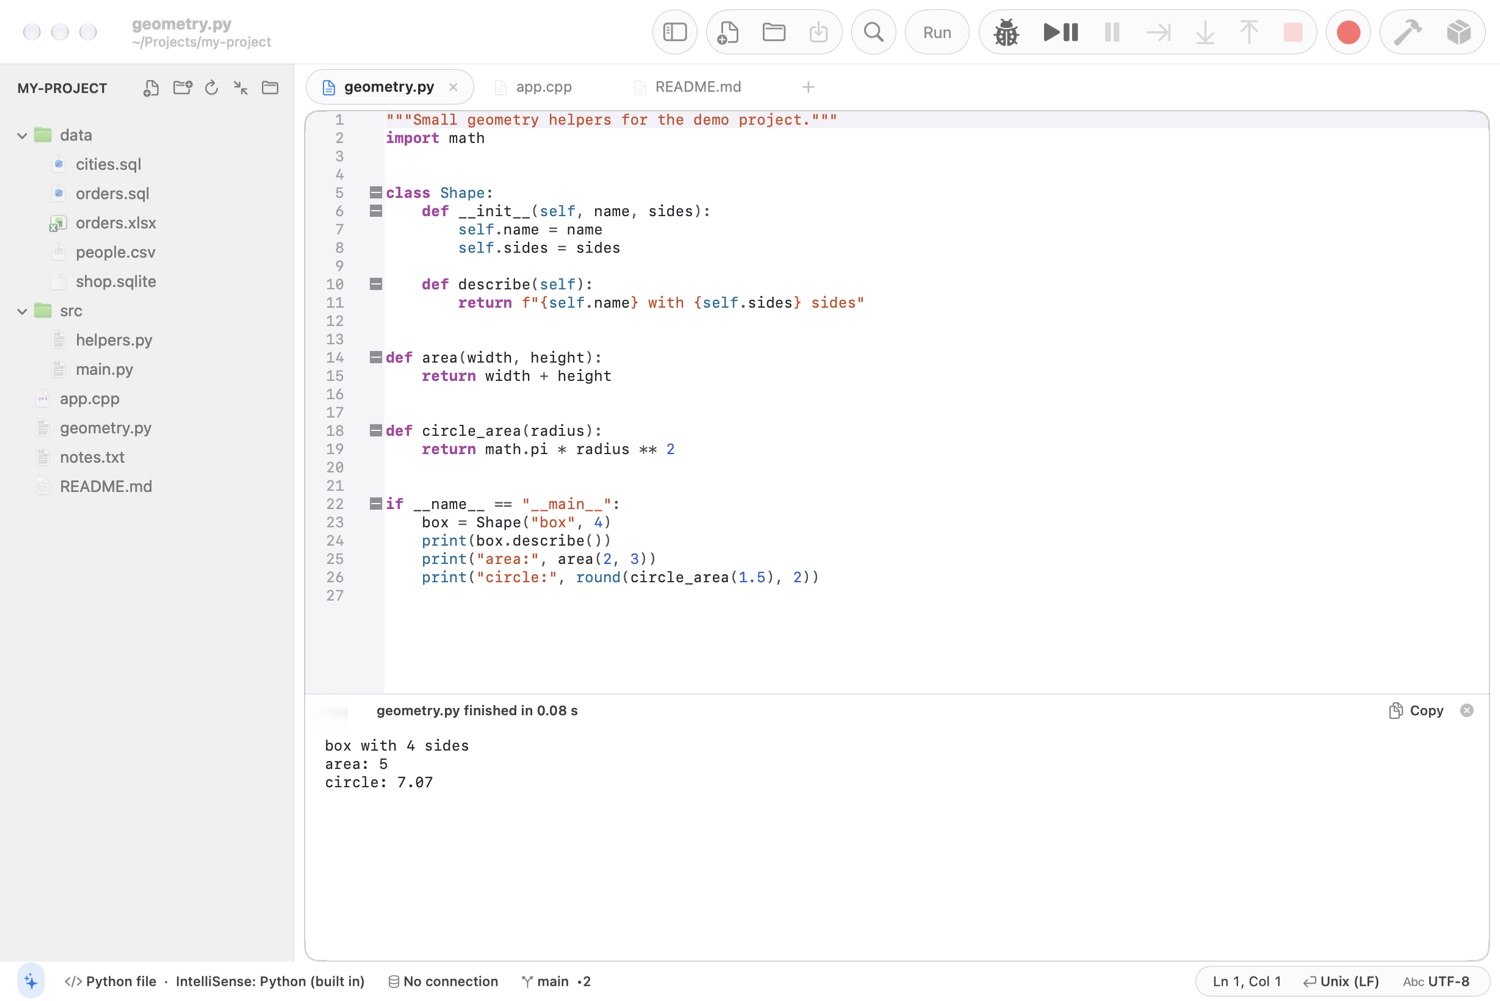 geometry.py
~/Projects/my-project
Run
MY-PROJECT
data
cities.sql
orders.sql
orders.xlsx
people.csv
shop.sqlite
src
helpers.py
main.py
app.cpp
geometry.py
notes.txt
README.md
geometry.py
app.cpp
README.md
1 """Small geometry helpers for the demo project."""
2 import math
3
4
5 class Shape:
6     def __init__(self, name, sides):
7         self.name = name
8         self.sides = sides
9
10     def describe(self):
11         return f"{self.name} with {self.sides} sides"
12
13
14 def area(width, height):
15     return width + height
16
17
18 def circle_area(radius):
19     return math.pi * radius ** 2
20
21
22 if __name__ == "__main__":
23     box = Shape("box", 4)
24     print(box.describe())
25     print("area:", area(2, 3))
26     print("circle:", round(circle_area(1.5), 2))
27
geometry.py finished in 0.08 s
Copy
box with 4 sides
area: 5
circle: 7.07
</> Python file · IntelliSense: Python (built in) No connection main •2
Ln 1, Col 1 Unix (LF) Abc UTF-8